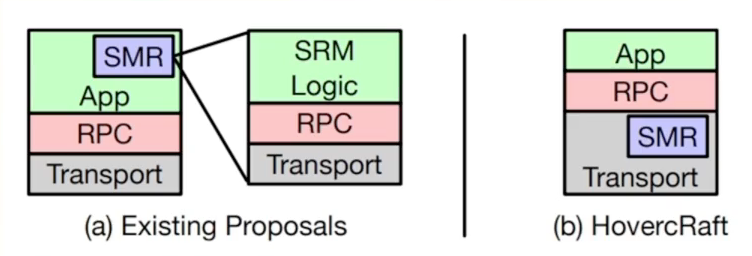 SMR
App
RPC
Transport
SRM
Logic
RPC
Transport
(a) Existing Proposals
App
RPC
SMR
Transport
(b) HovercRaft